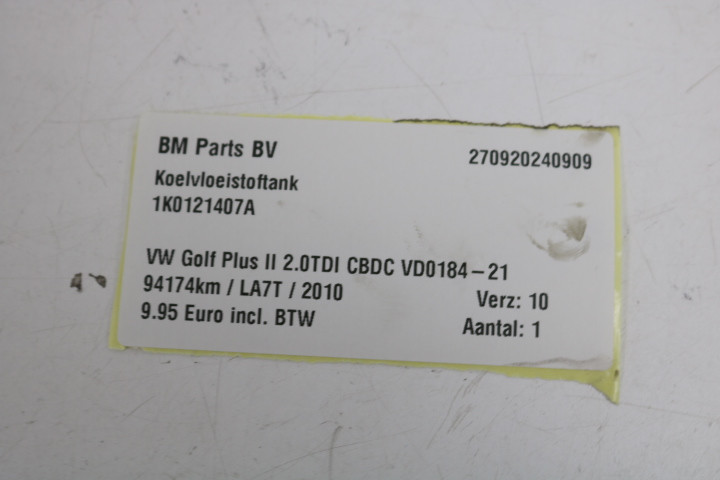 BM Parts BV
270920240909
Koelvloeistoftank
1K0121407A
VW Golf Plus II 2.0TDI CBDC VD0184-21
94174km / LA7T / 2010
Verz: 10
9.95 Euro incl. BTW
Aantal: 1